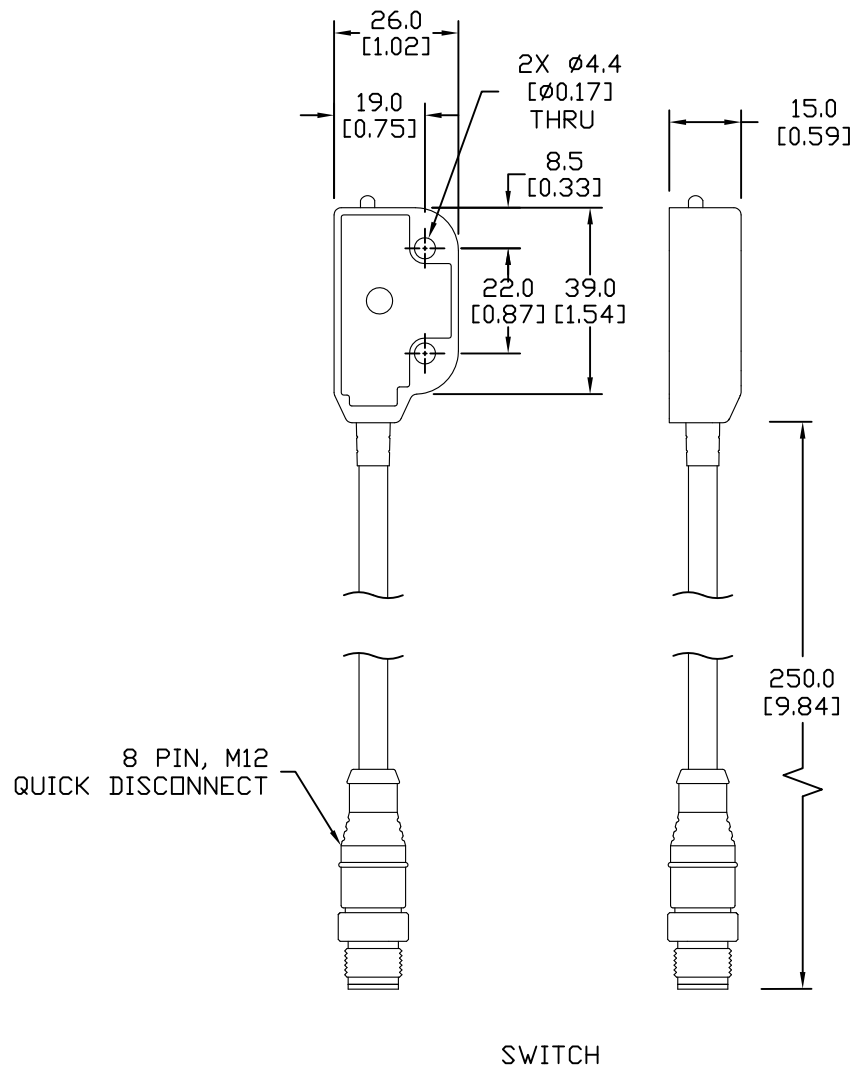 26.0
[1.02]
2X ø4.4
[ø0.17]
THRU
19.0
[0.75]
15.0
[0.59]
8.5
[0.33]
22.0
[0.87]
39.0
[1.54]
250.0
[9.84]
8 PIN, M12
QUICK DISCONNECT
SWITCH